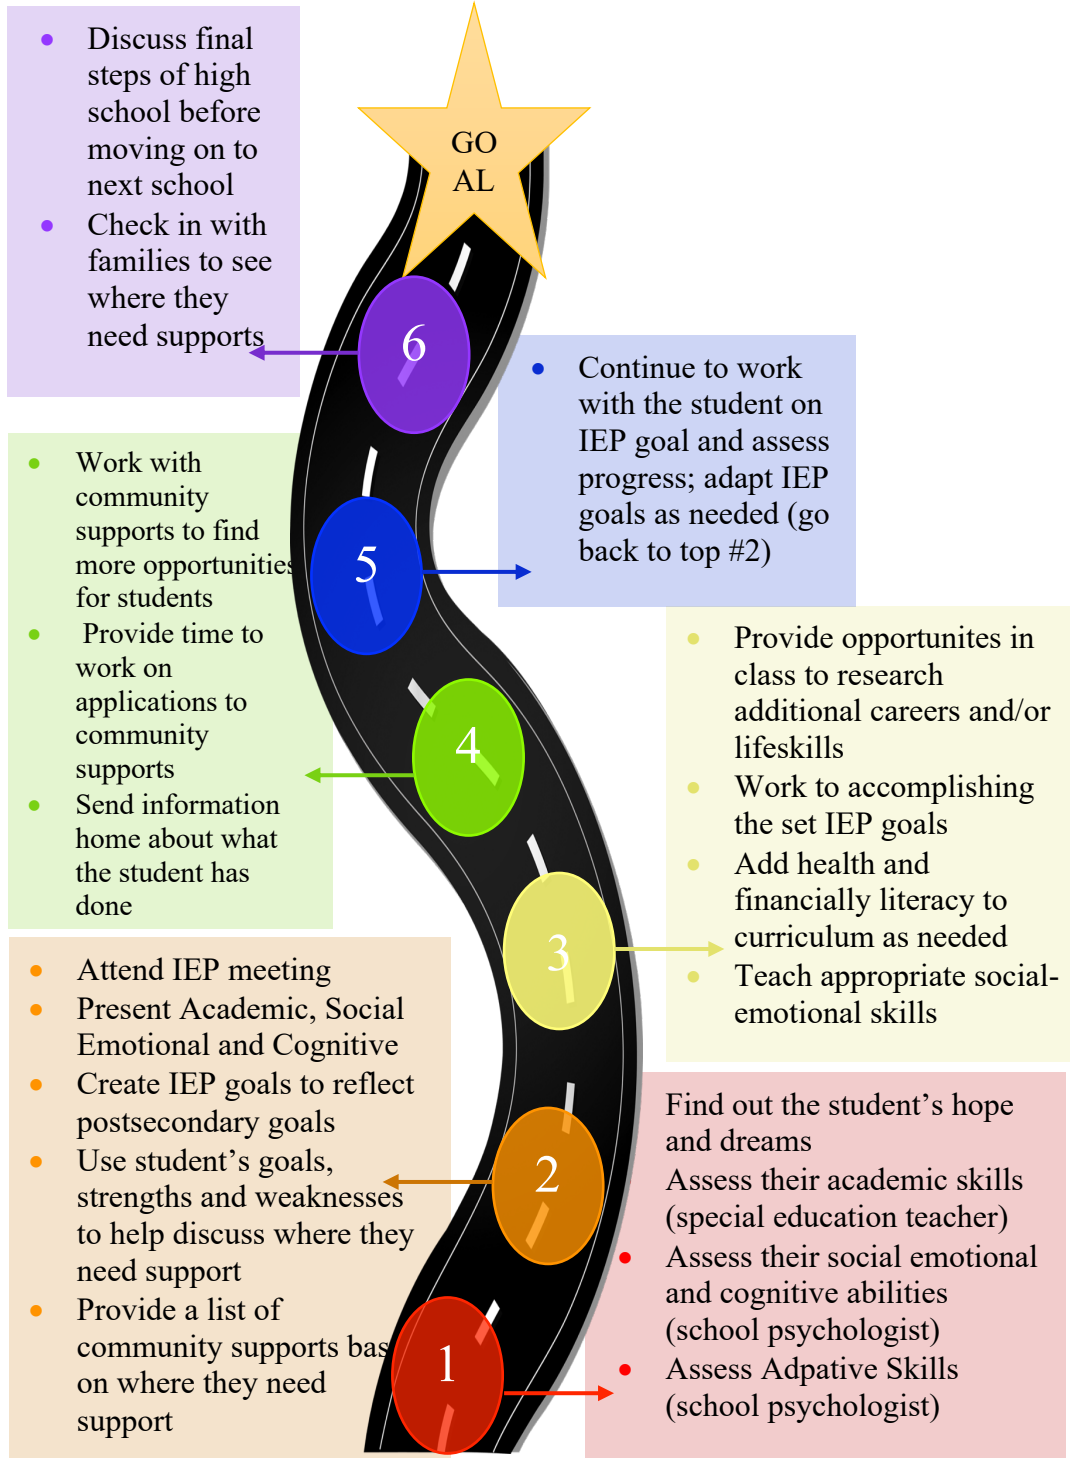 Discuss final
steps of high
school before
moving on to
next school
Check in with
families to see
where they
need supports
GO
AL
6
Continue to work
with the student on
IEP goal and assess
progress; adapt IEP
goals as needed (go
back to top #2)
5
Work with
community
supports to find
more opportunities
for students
Provide time to
work on
applications to
community
supports
Send information
home about what
the student has
done
4
Provide opportunites in
class to research
additional careers and/or
lifeskills
Work to accomplishing
the set IEP goals
Add health and
financially literacy to
curriculum as needed
Teach appropriate social-
emotional skills
3
Attend IEP meeting
Present Academic, Social
Emotional and Cognitive
Create IEP goals to reflect
postsecondary goals
Use student’s goals,
strengths and weaknesses
to help discuss where they
need support
Provide a list of
community supports bas
on where they need
support
2
Find out the student’s hope
and dreams
Assess their academic skills
(special education teacher)
Assess their social emotional
and cognitive abilities
(school psychologist)
Assess Adpative Skills
(school psychologist)
1